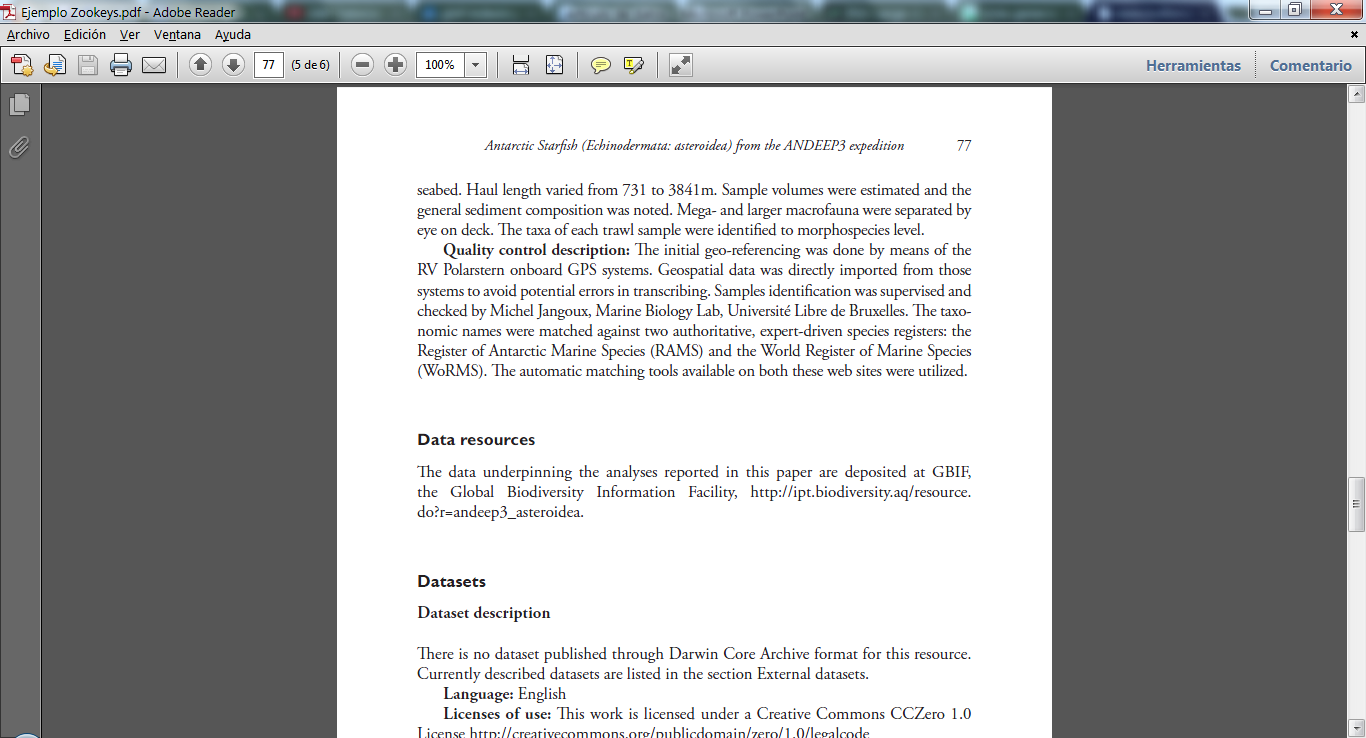 Ejemplo Zookeys.pdf - Adobe Reader
Archivo Edición Ver Ventana Ayuda
77 (5 de 6) 100% Herramientas Comentario
Antarctic Starfish (Echinodermata: asteroidea) from the ANDEEP3 expedition 77
seabed. Haul length varied from 731 to 3841m. Sample volumes were estimated and the
general sediment composition was noted. Mega- and larger macrofauna were separated by
eye on deck. The taxa of each trawl sample were identified to morphospecies level.
Quality control description: The initial geo-referencing was done by means of the
RV Polarstern onboard GPS systems. Geospatial data was directly imported from those
systems to avoid potential errors in transcribing. Samples identification was supervised and
checked by Michel Jangoux, Marine Biology Lab, Université Libre de Bruxelles. The taxo-
nomic names were matched against two authoritative, expert-driven species registers: the
Register of Antarctic Marine Species (RAMS) and the World Register of Marine Species
(WoRMS). The automatic matching tools available on both these web sites were utilized.
Data resources
The data underpinning the analyses reported in this paper are deposited at GBIF,
the Global Biodiversity Information Facility, http://ipt.biodiversity.aq/resource.
do?r=andeep3_asteroidea.
Datasets
Dataset description
There is no dataset published through Darwin Core Archive format for this resource.
Currently described datasets are listed in the section External datasets.
Language: English
Licenses of use: This work is licensed under a Creative Commons CCZero 1.0
License http://creativecommons.org/publicdomain/zero/1.0/legalcode